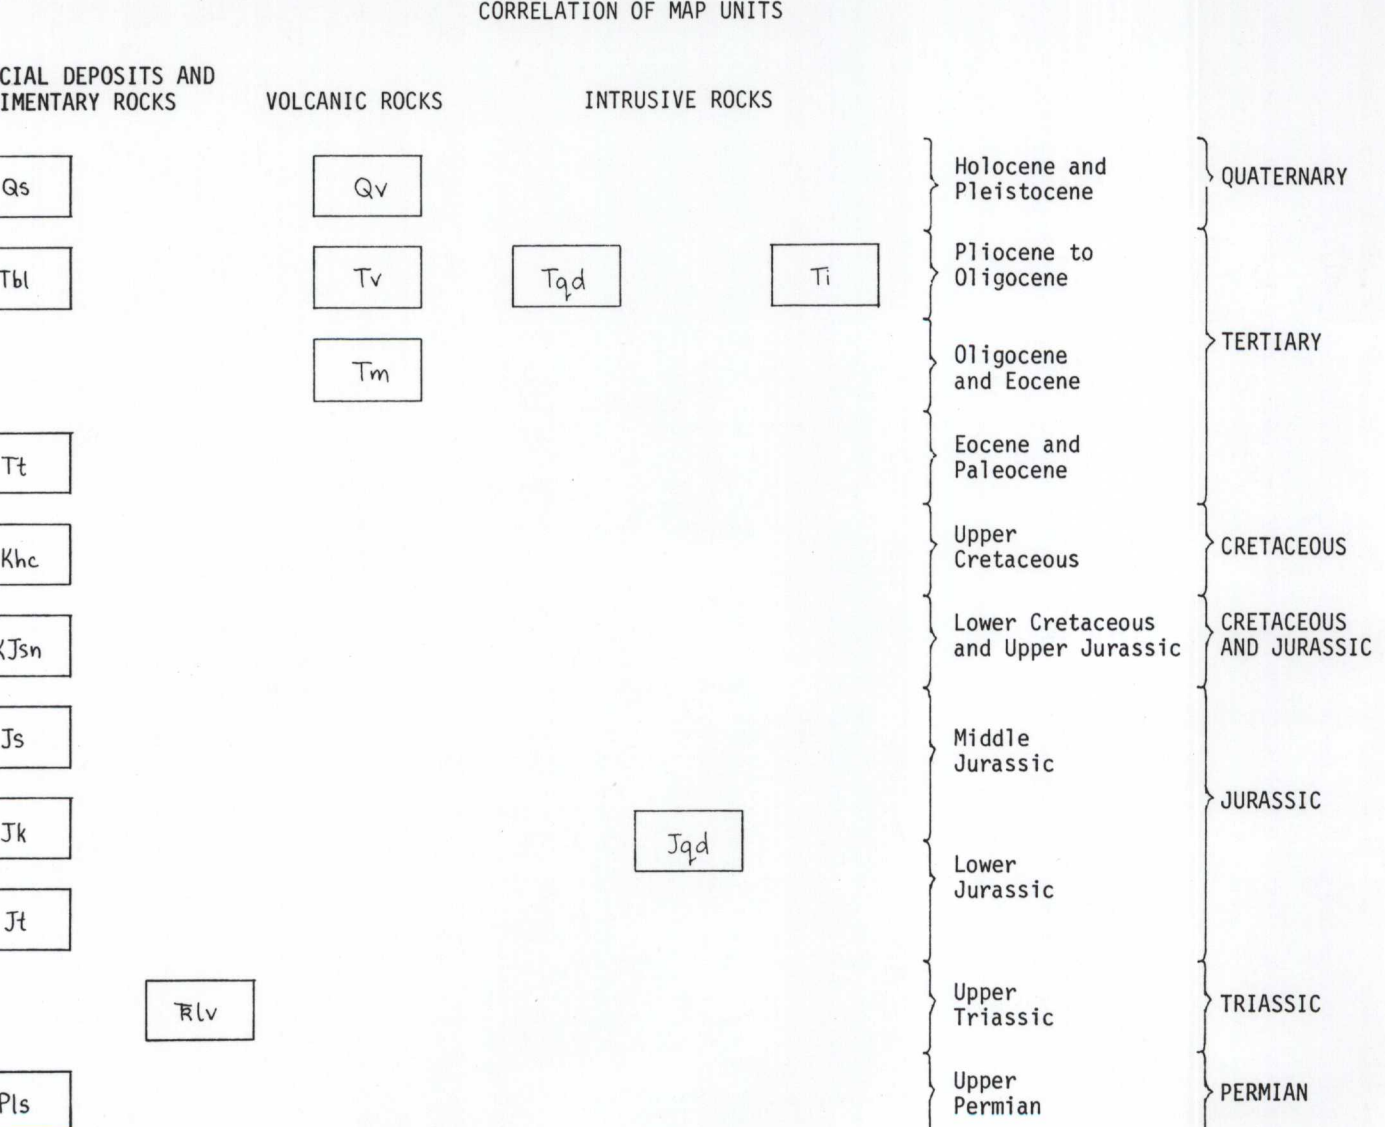 CORRELATION OF MAP UNITS
CIAL DEPOSITS AND
IMENTARY ROCKS
VOLCANIC ROCKS
INTRUSIVE ROCKS
Qs
Qv
Holocene and
Pleistocene
QUATERNARY
Tbl
Tv
Tqd
Ti
Pliocene to
Oligocene
Tm
Oligocene
and Eocene
TERTIARY
Tt
Eocene and
Paleocene
Khc
Upper
Cretaceous
CRETACEOUS
KJsn
Lower Cretaceous
and Upper Jurassic
CRETACEOUS
AND JURASSIC
Js
Middle
Jurassic
Jk
Jqd
JURASSIC
Lower
Jurassic
Jt
Ꞧlv
Upper
Triassic
TRIASSIC
Pls
Upper
Permian
PERMIAN